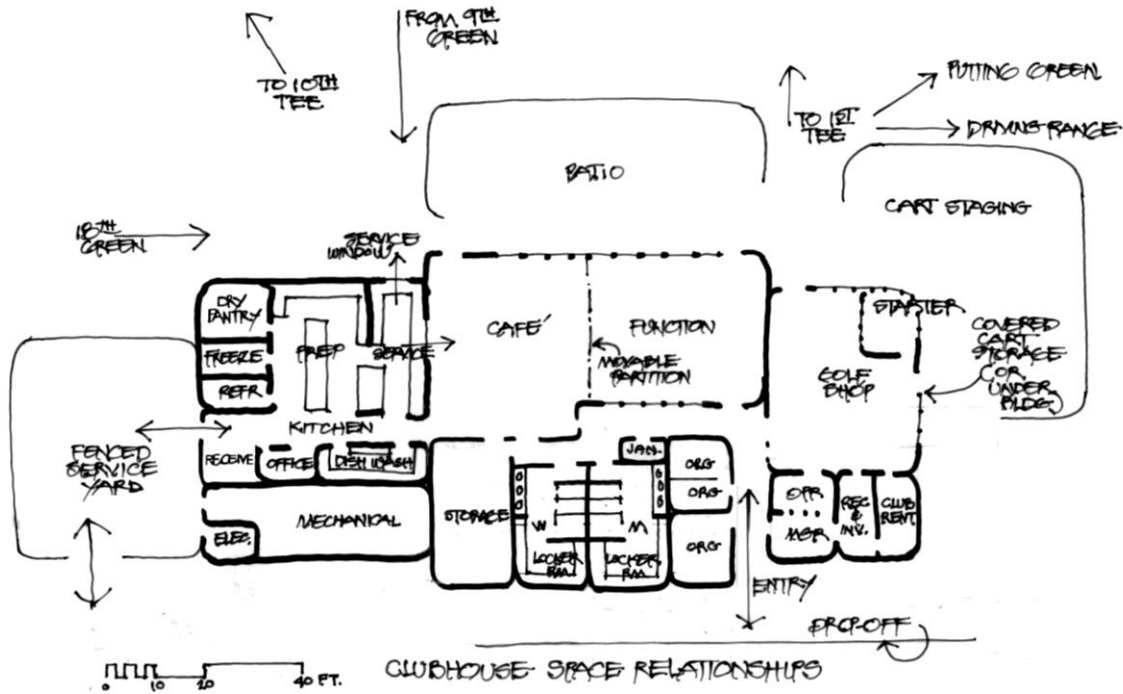 FROM 9TH
GREEN
TO 10TH
TEE
PUTTING GREEN
TO 1ST
TEE
DRIVING RANGE
PATIO
CART STAGING
18TH
GREEN
SERVICE
WINDOW
DRY
PANTRY
FREEZE
REFR.
PREP
SERVICE
CAFÉ
FUNCTION
MOVABLE
PARTITION
STARTER
GOLF
SHOP
COVERED
CART
STORAGE
(OR
UNDER
BLDG)
KITCHEN
FENCED
SERVICE
YARD
RECEIVE
OFFICE
DISH WASH
MECHANICAL
ELEC.
STORAGE
W
M
LOCKER
RM.
LOCKER
RM.
JAN.
ORG
ORG
ORG
OFF.
MGR
REC
&
INV.
CLUB
RENT
ENTRY
DROP-OFF
0 10 20 40 FT.
CLUBHOUSE SPACE RELATIONSHIPS